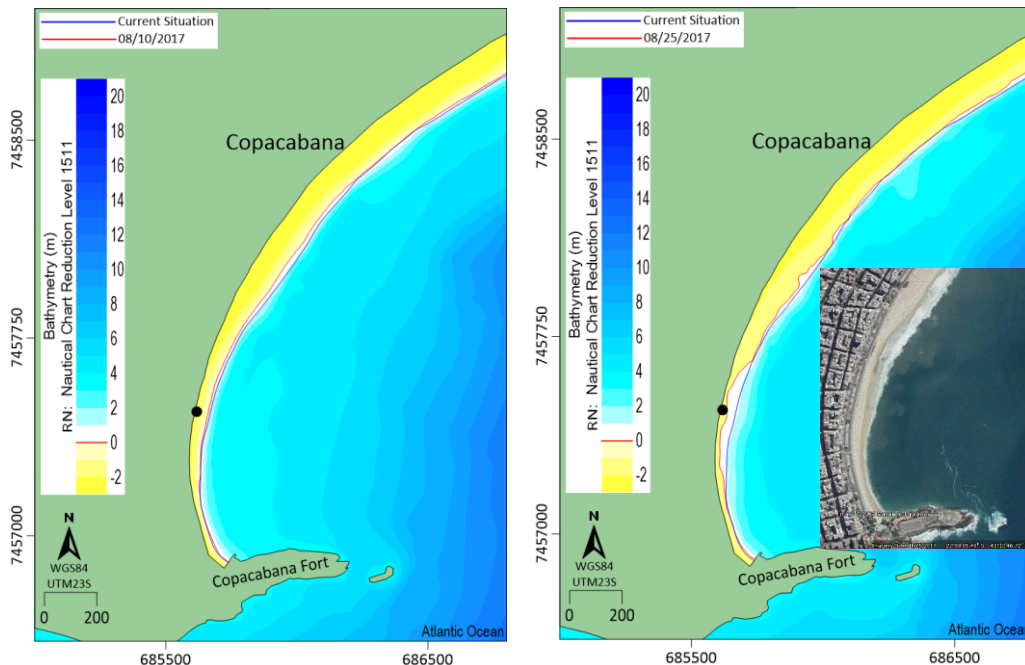 Current Situation
08/10/2017
Bathymetry (m)
RN: Nautical Chart Reduction Level 1511
20
18
16
14
12
10
8
6
4
2
0
-2
Copacabana
7458500
7457750
7457000
N
WGS84
UTM23S
0 200
Copacabana Fort
Atlantic Ocean
685500
686500
Current Situation
08/25/2017
Bathymetry (m)
RN: Nautical Chart Reduction Level 1511
20
18
16
14
12
10
8
6
4
2
0
-2
Copacabana
7458500
7457750
7457000
N
WGS84
UTM23S
0 200
Copacabana Fort
Atlantic Ocean
685500
686500